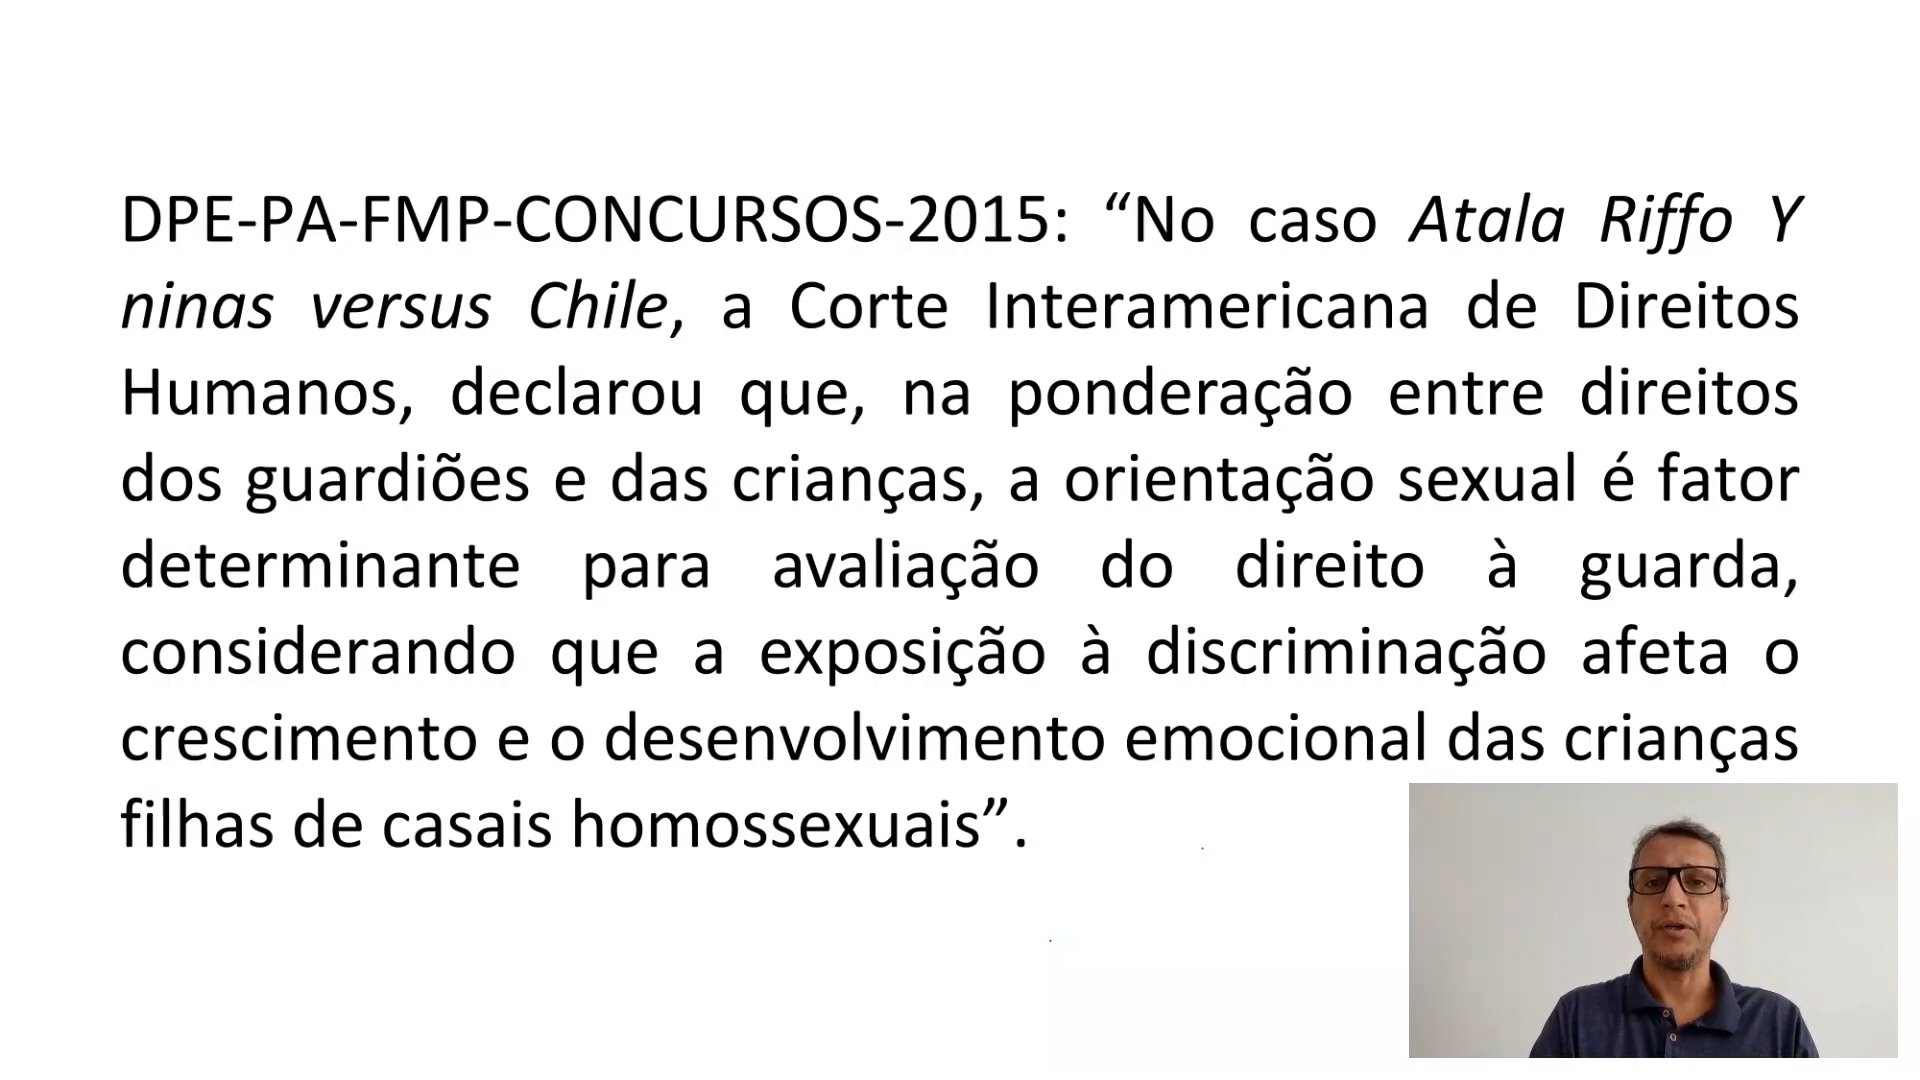 DPE-PA-FMP-CONCURSOS-2015: “No caso Atala Riffo Y
ninas versus Chile, a Corte Interamericana de Direitos
Humanos, declarou que, na ponderação entre direitos
dos guardiões e das crianças, a orientação sexual é fator
determinante para avaliação do direito à guarda,
considerando que a exposição à discriminação afeta o
crescimento e o desenvolvimento emocional das crianças
filhas de casais homossexuais”.